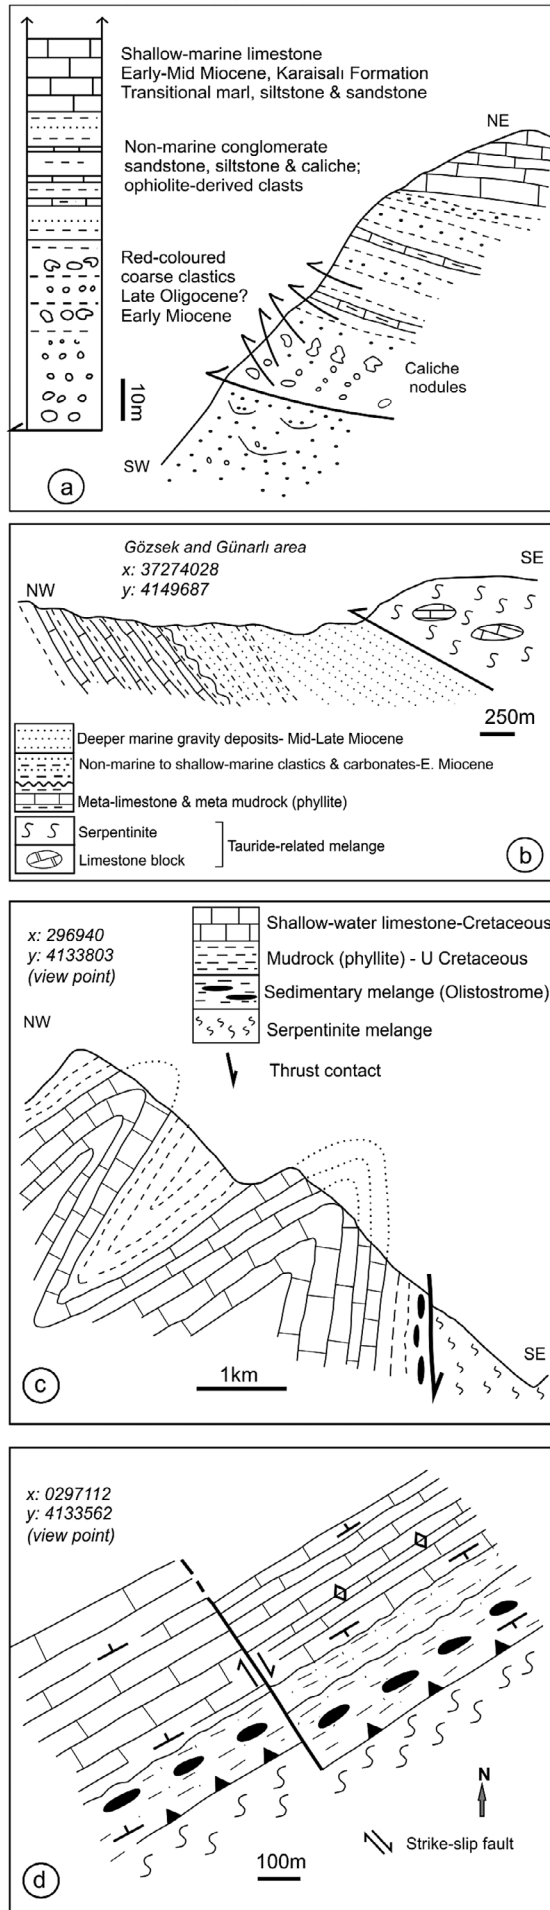 Shallow-marine limestone
Early-Mid Miocene, Karaisalı Formation
Transitional marl, siltstone & sandstone
NE
Non-marine conglomerate
sandstone, siltstone & caliche;
ophiolite-derived clasts
Red-coloured
coarse clastics
Late Oligocene?
Early Miocene
10m
Caliche
nodules
SW
a
Gözsek and Günarlı area
x: 37274028
y: 4149687
NW
SE
250m
Deeper marine gravity deposits- Mid-Late Miocene
Non-marine to shallow-marine clastics & carbonates-E. Miocene
Meta-limestone & meta mudrock (phyllite)
Serpentinite
Limestone block
Tauride-related melange
b
x: 296940
y: 4133803
(view point)
NW
Shallow-water limestone-Cretaceous
Mudrock (phyllite) - U Cretaceous
Sedimentary melange (Olistostrome)
Serpentinite melange
Thrust contact
SE
1km
c
x: 0297112
y: 4133562
(view point)
N
Strike-slip fault
100m
d